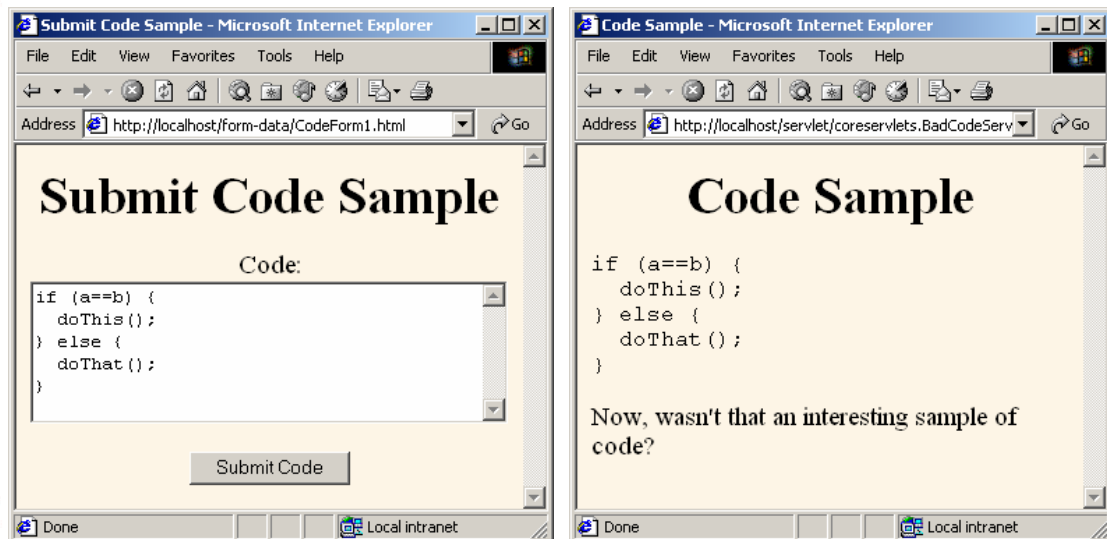 Submit Code Sample - Microsoft Internet Explorer
File Edit View Favorites Tools Help
Address http://localhost/form-data/CodeForm1.html Go
Submit Code Sample
Code:
if (a==b) {
  doThis();
} else {
  doThat();
}
Submit Code
Done Local intranet
Code Sample - Microsoft Internet Explorer
File Edit View Favorites Tools Help
Address http://localhost/servlet/coreservlets.BadCodeServ Go
Code Sample
if (a==b) {
  doThis();
} else {
  doThat();
}
Now, wasn't that an interesting sample of
code?
Done Local intranet